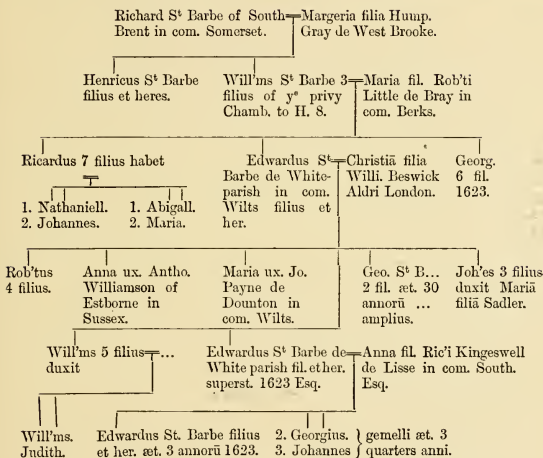 Richard Sᵗ Barbe of South Brent in com. Somerset.
Margeria filia Hump. Gray de West Brooke.
Henricus Sᵗ Barbe
filius et heres.
Will'ms Sᵗ Barbe 3
filius of yᵉ privy
Chamb. to H. 8.
Maria fil. Rob'ti
Little de Bray in
com. Berks.
Ricardus 7 filius habet
1. Nathaniell.
2. Johannes.
1. Abigall.
2. Maria.
Edwardus Sᵗ
Barbe de White-
parish in com.
Wilts filius et
her.
Christiā filia
Willi. Beswick
Aldri London.
Georg.
6 fil.
1623.
Rob'tus
4 filius.
Anna ux. Antho.
Williamson of
Estborne in
Sussex.
Maria ux. Jo.
Payne de
Dounton in
com. Wilts.
Geo. Sᵗ B...
2 fil. æt. 30
annorū ...
amplius.
Joh'es 3 filius
duxit Mariā
filiā Sadler.
Will'ms 5 filius
duxit
...
Edwardus Sᵗ Barbe de
White parish fil. et her.
superst. 1623 Esq.
Anna fil. Ric'i Kingeswell
de Lisse in com. South.
Esq.
Will'ms.
Judith.
Edwardus St. Barbe filius
et her. æt. 3 annorū 1623.
2. Georgius.
3. Johannes
} gemelli æt. 3
quarters anni.